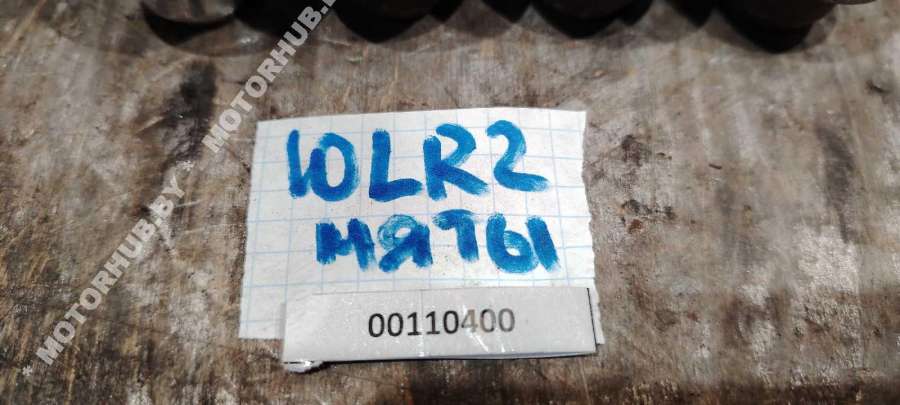 * MOTORHUB.BY * MOTORHUB.BY
10LR2
МЯТЫ
00110400